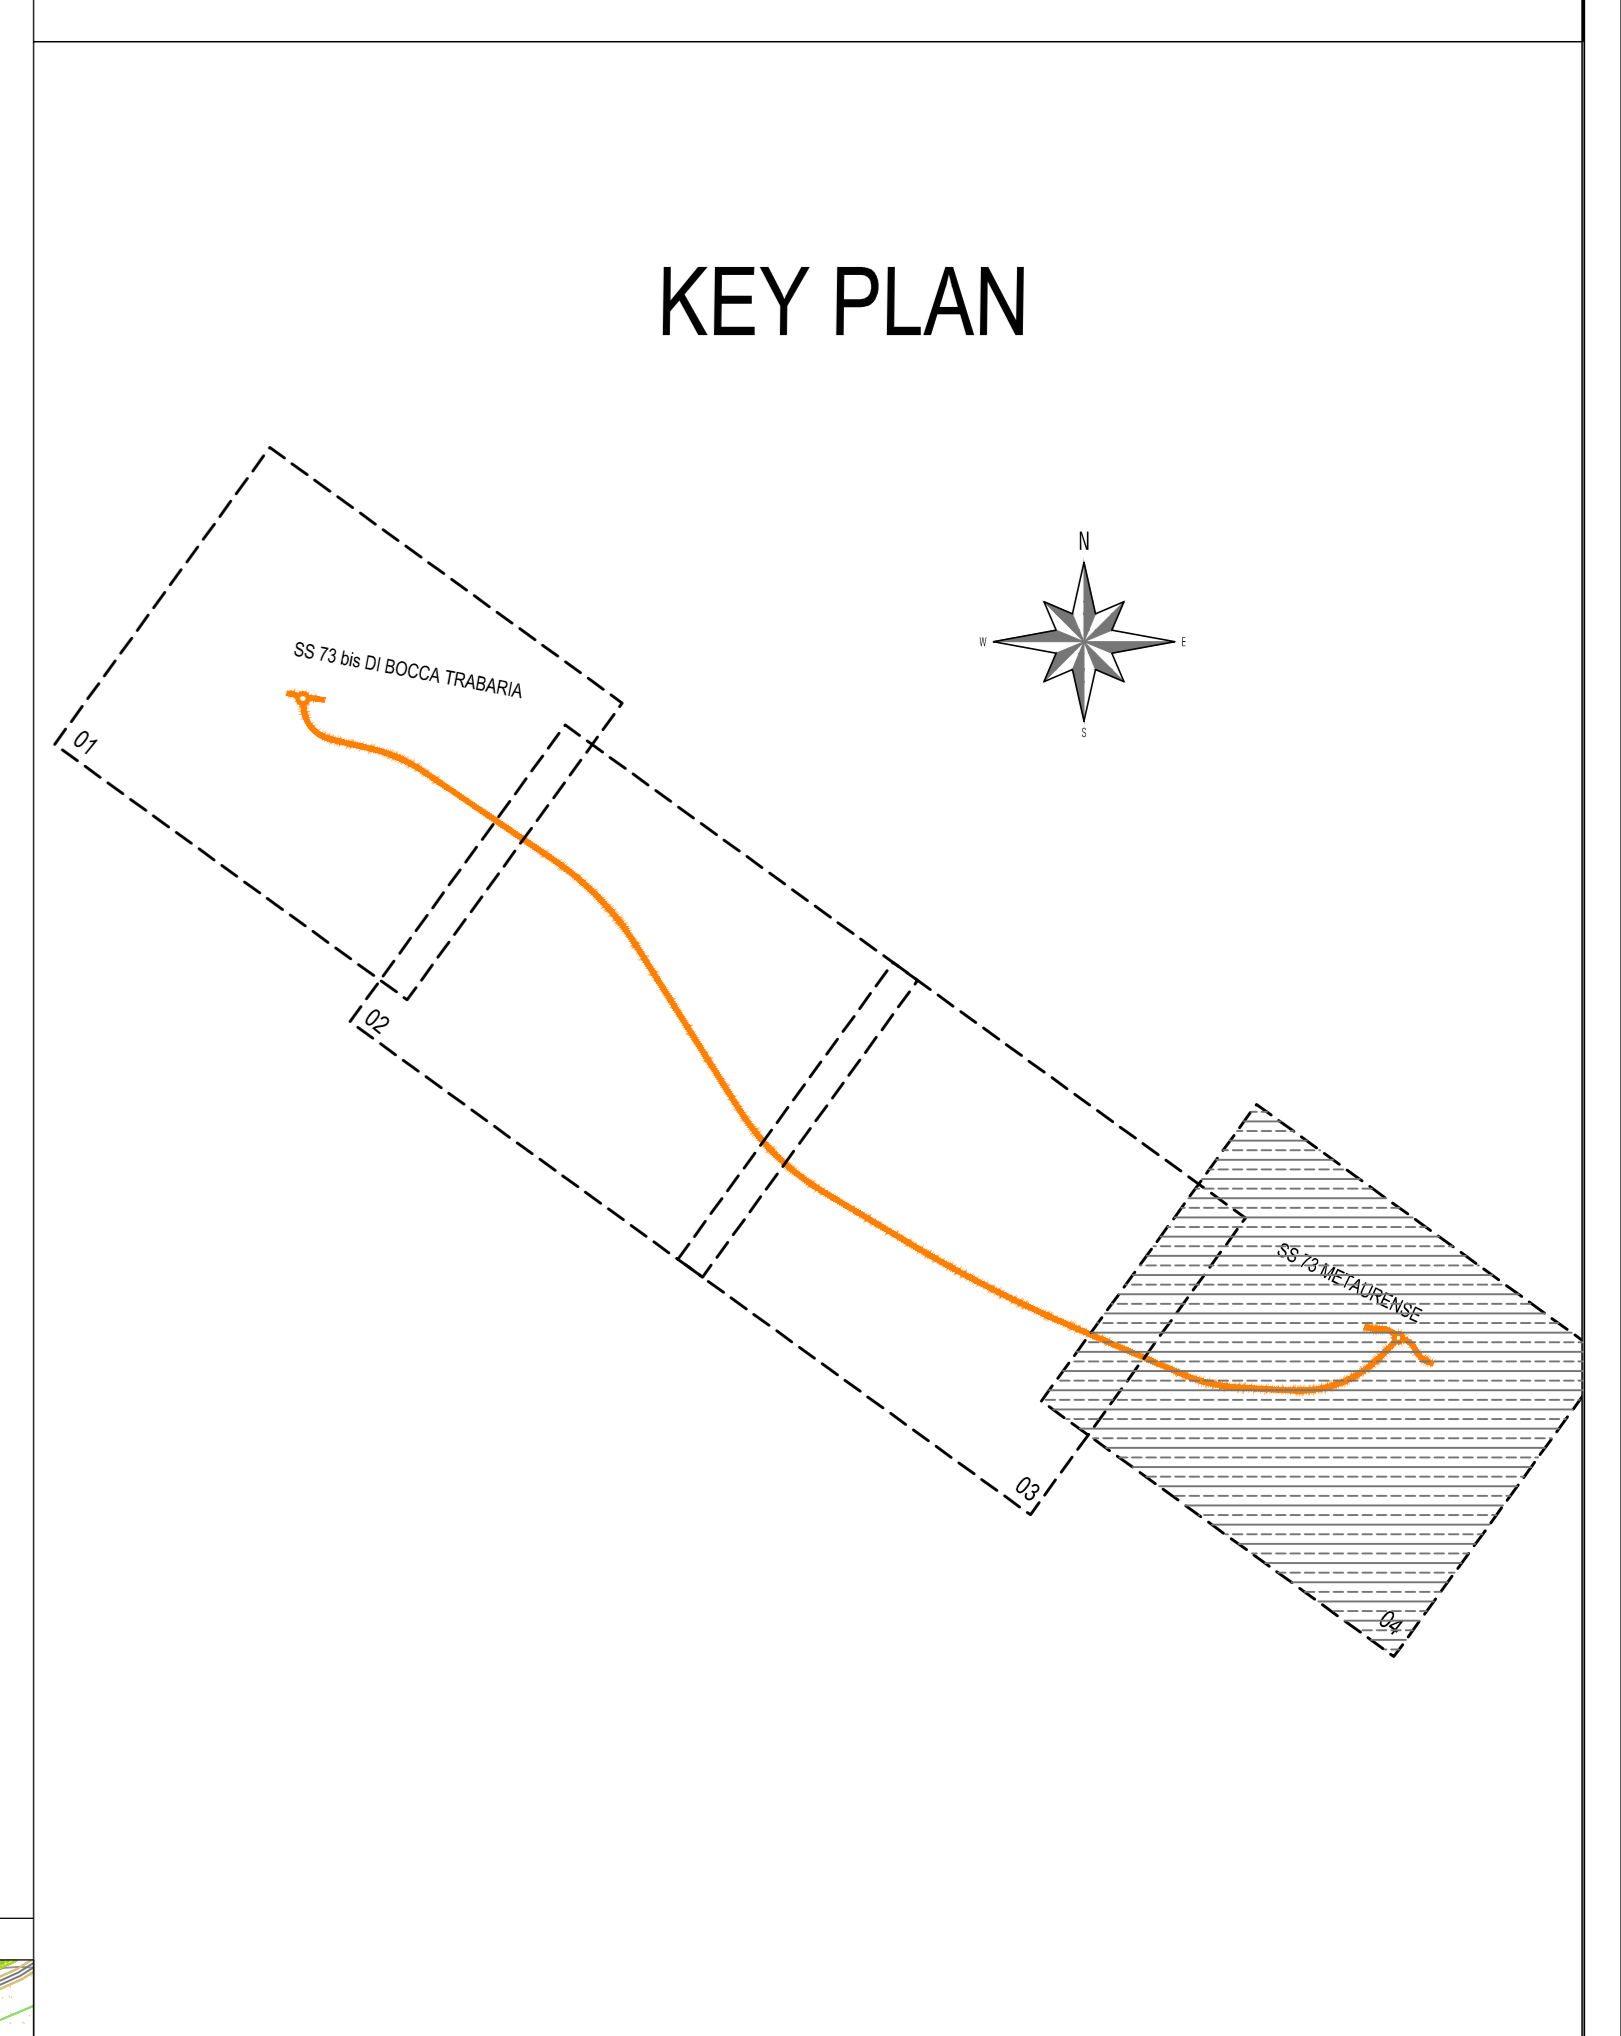 KEY PLAN
N
W
E
S
SS 73 bis DI BOCCA TRABARIA
01
02
SS 73 METAURENSE
03
04